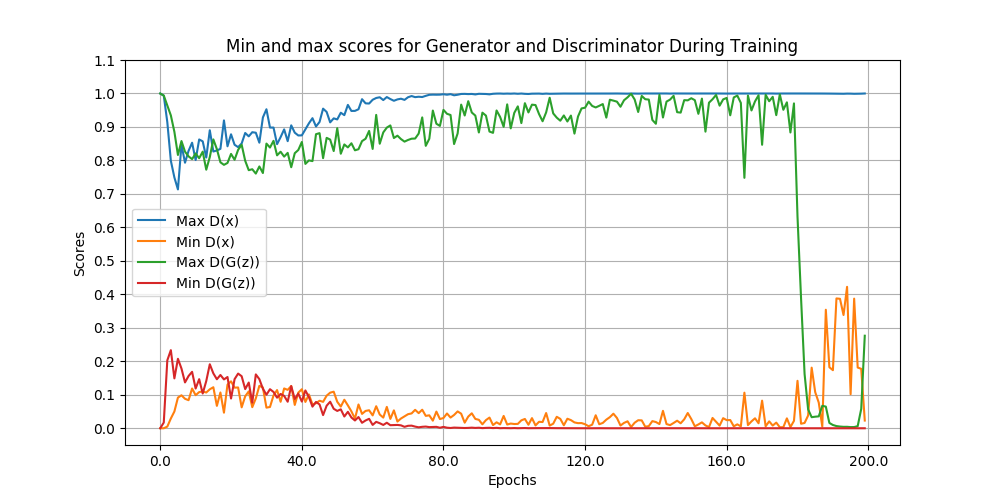 Min and max scores for Generator and Discriminator During Training
1.1
1.0
0.9
0.8
0.7
0.6
0.5
0.4
0.3
0.2
0.1
0.0
Scores
Max D(x)
Min D(x)
Max D(G(z))
Min D(G(z))
0.0 40.0 80.0 120.0 160.0 200.0
Epochs